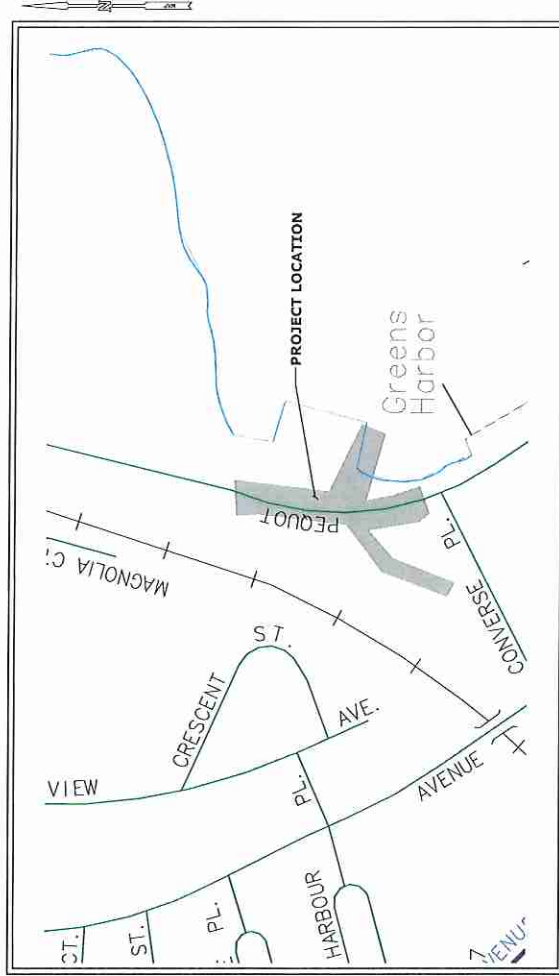 N
PROJECT LOCATION
Greens
Harbor
PEQUOT
MAGNOLIA
CONVERSE PL.
CRESCENT ST.
VIEW
AVE.
PL.
HARBOUR
AVENUE
CT.
ST.
PL.